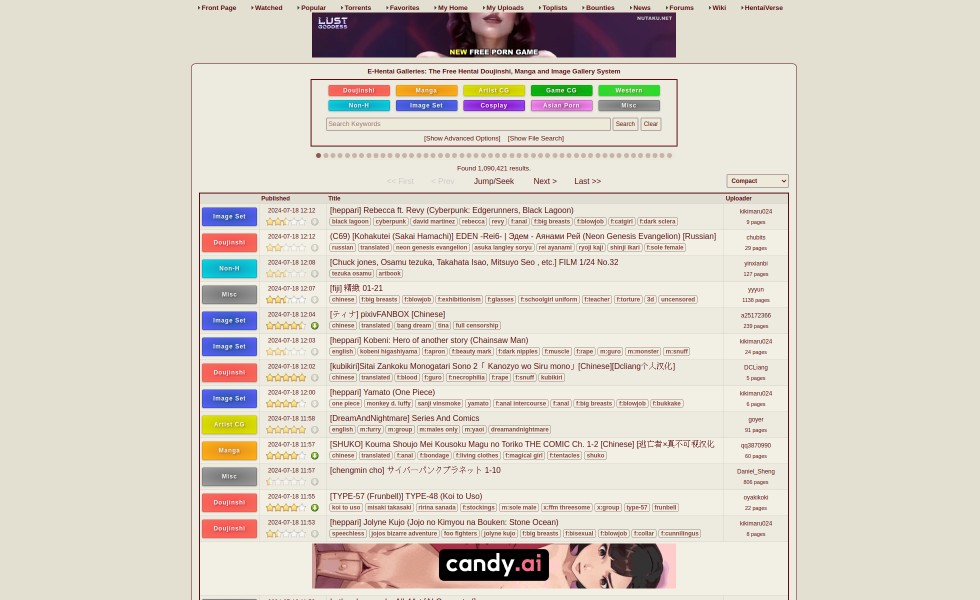 Front Page Watched Popular Torrents Favorites My Home My Uploads Toplists Bounties News Forums Wiki HentaiVerse
LUST GODDESS NUTAKU.NET
NEW FREE PORN GAME
E-Hentai Galleries: The Free Hentai Doujinshi, Manga and Image Gallery System
Doujinshi Manga Artist CG Game CG Western
Non-H Image Set Cosplay Asian Porn Misc
Search Keywords Search Clear
[Show Advanced Options] [Show File Search]
Found 1,090,421 results.
<< First < Prev Jump/Seek Next > Last >> Compact
Published Title Uploader
Image Set 2024-07-18 12:12 [heppari] Rebecca ft. Revy (Cyberpunk: Edgerunners, Black Lagoon) kikimaru024
black lagoon cyberpunk david martinez rebecca revy f:anal f:big breasts f:blowjob f:catgirl f:dark sclera 9 pages
Doujinshi 2024-07-18 12:12 (C69) [Kohakutei (Sakai Hamachi)] EDEN -Rei6- | Эдем - Аянами Рей (Neon Genesis Evangelion) [Russian] chubits
russian translated neon genesis evangelion asuka langley soryu rei ayanami ryoji kaji shinji ikari f:sole female 29 pages
Non-H 2024-07-18 12:08 [Chuck jones, Osamu tezuka, Takahata Isao, Mitsuyo Seo , etc.] FILM 1/24 No.32 yinxianbi
tezuka osamu artbook 127 pages
Misc 2024-07-18 12:07 [fiji] 精緻 01-21 yyyun
chinese f:big breasts f:blowjob f:exhibitionism f:glasses f:schoolgirl uniform f:teacher f:torture 3d uncensored 1138 pages
Image Set 2024-07-18 12:04 [ティナ] pixivFANBOX [Chinese] a25172366
chinese translated bang dream tina full censorship 239 pages
Image Set 2024-07-18 12:03 [heppari] Kobeni: Hero of another story (Chainsaw Man) kikimaru024
english kobeni higashiyama f:apron f:beauty mark f:dark nipples f:muscle f:rape m:guro m:monster m:snuff 24 pages
Doujinshi 2024-07-18 12:02 [kubikiri]Sitai Zankoku Monogatari Sono 2「 Kanozyo wo Siru mono」[Chinese][Dcliang个人汉化] DCLiang
chinese translated f:blood f:guro f:necrophilia f:rape f:snuff kubikiri 5 pages
Image Set 2024-07-18 12:00 [heppari] Yamato (One Piece) kikimaru024
one piece monkey d. luffy sanji vinsmoke yamato f:anal intercourse f:anal f:big breasts f:blowjob f:bukkake 6 pages
Artist CG 2024-07-18 11:58 [DreamAndNightmare] Series And Comics goyer
english m:furry m:group m:males only m:yaoi dreamandnightmare 91 pages
Manga 2024-07-18 11:57 [SHUKO] Kouma Shoujo Mei Kousoku Magu no Toriko THE COMIC Ch. 1-2 [Chinese] [逃亡者×真不可视汉化 qq3870990
chinese translated f:anal f:bondage f:living clothes f:magical girl f:tentacles shuko 60 pages
Misc 2024-07-18 11:57 [chengmin cho] サイバーパンクプラネット 1-10 Daniel_Sheng
806 pages
Doujinshi 2024-07-18 11:55 [TYPE-57 (Frunbell)] TYPE-48 (Koi to Uso) oyakikoki
koi to uso misaki takasaki ririna sanada f:stockings m:sole male x:ffm threesome x:group type-57 frunbell 22 pages
Doujinshi 2024-07-18 11:53 [heppari] Jolyne Kujo (Jojo no Kimyou na Bouken: Stone Ocean) kikimaru024
speechless jojos bizarre adventure foo fighters jolyne kujo f:big breasts f:bisexual f:blowjob f:collar f:cunnilingus 8 pages
candy.ai